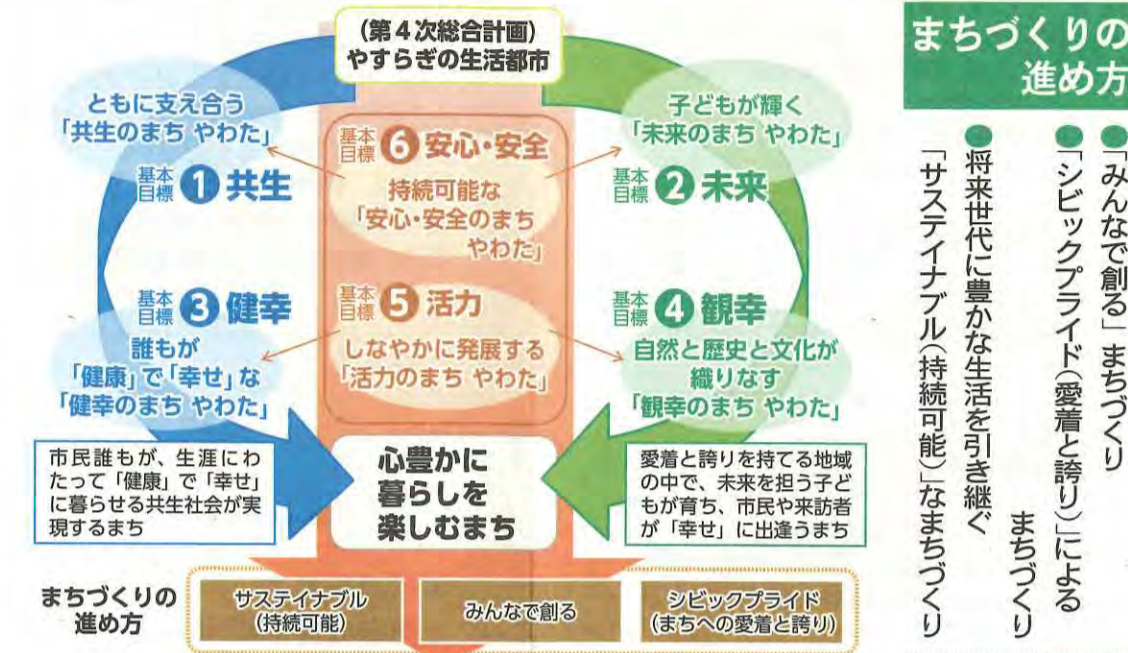 (第4次総合計画)
やすらぎの生活都市
ともに支え合う
「共生のまち やわた」
基本目標 1 共生
基本目標 6 安心・安全
持続可能な
「安心・安全のまち
やわた」
子どもが輝く
「未来のまち やわた」
基本目標 2 未来
基本目標 3 健幸
誰もが
「健康」で「幸せ」な
「健幸のまち やわた」
基本目標 5 活力
しなやかに発展する
「活力のまち やわた」
基本目標 4 観幸
自然と歴史と文化が
織りなす
「観幸のまち やわた」
市民誰もが、生涯にわ
たって「健康」で「幸せ」
に暮らせる共生社会が実
現するまち
心豊かに
暮らしを
楽しむまち
愛着と誇りを持てる地域
の中で、未来を担う子ど
もが育ち、市民や来訪者
が「幸せ」に出逢うまち
まちづくりの
進め方
サステイナブル
(持続可能)
みんなで創る
シビックプライド
(まちへの愛着と誇り)
まちづくりの
進め方
●「みんなで創る」まちづくり
●「シビックプライド(愛着と誇り)」による
まちづくり
●将来世代に豊かな生活を引き継ぐ
「サステイナブル(持続可能)」なまちづくり